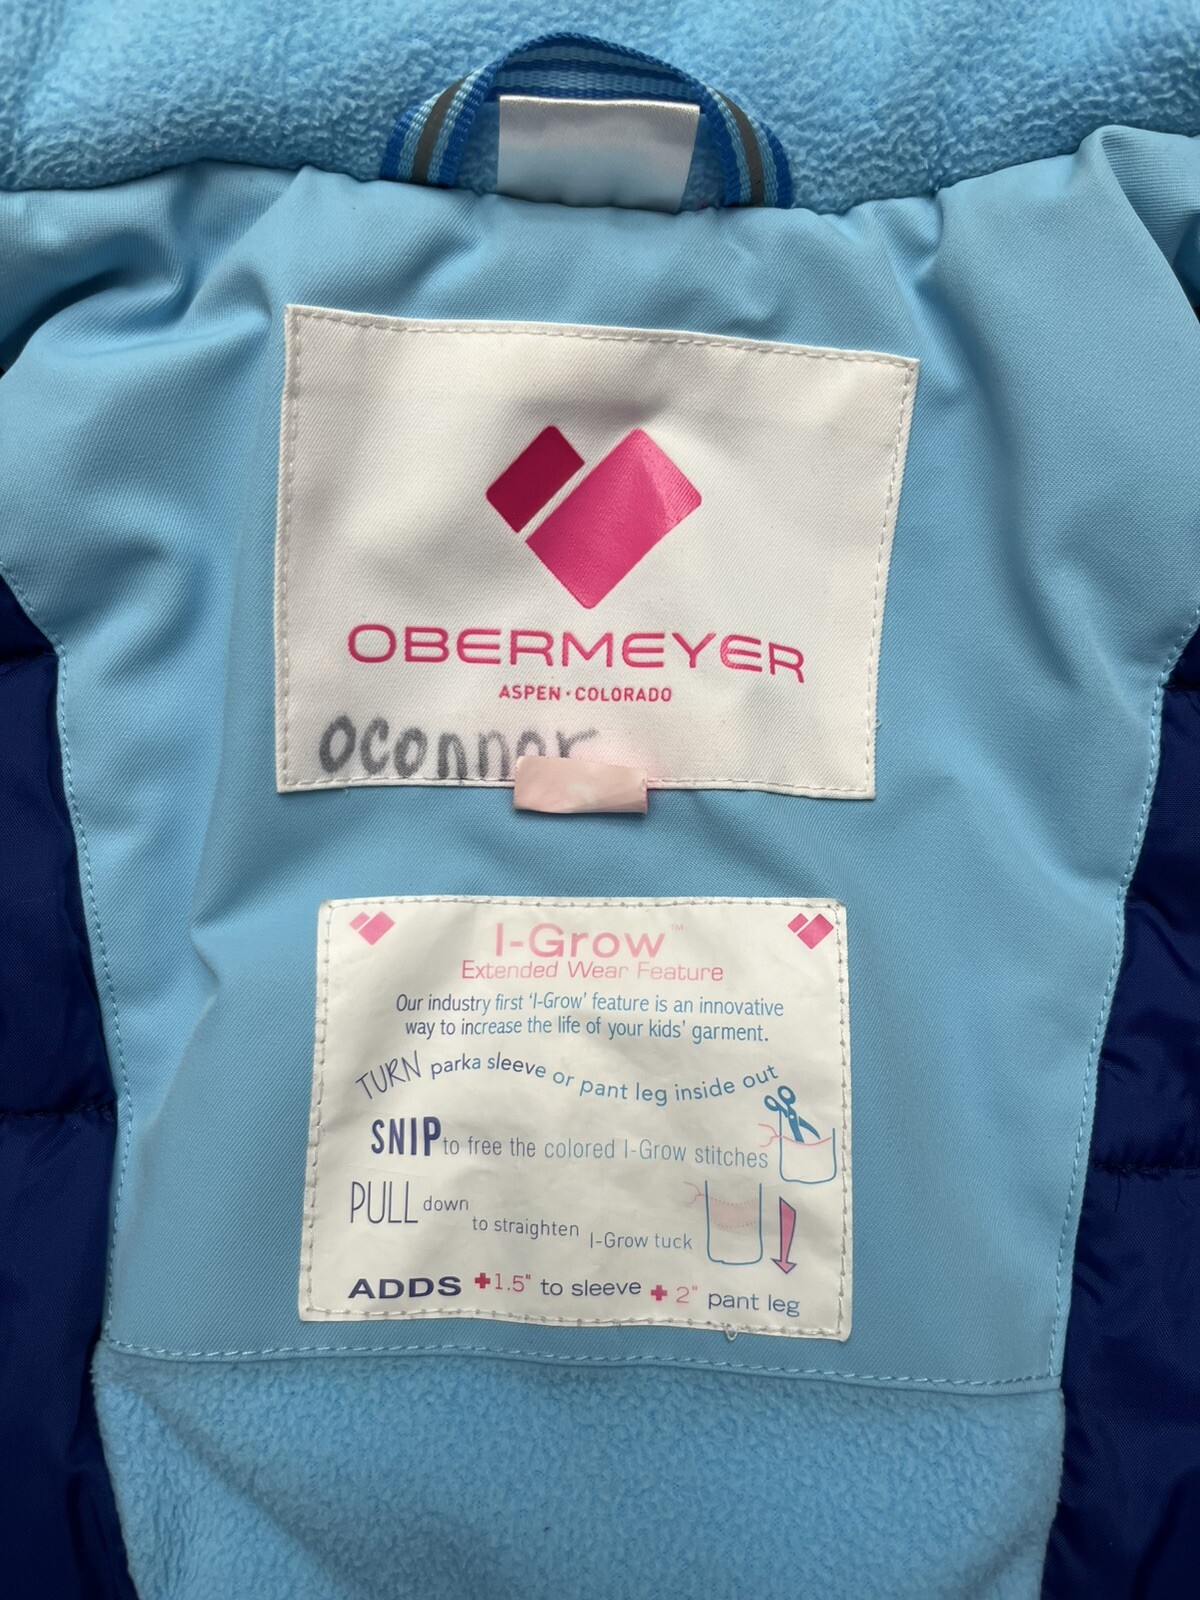 OBERMEYER
ASPEN · COLORADO
oconnor
I-Grow™
Extended Wear Feature
Our industry first 'I-Grow' feature is an innovative
way to increase the life of your kids' garment.
TURN parka sleeve or pant leg inside out
SNIP to free the colored I-Grow stitches
PULL down to straighten I-Grow tuck
ADDS +1.5" to sleeve + 2" pant leg